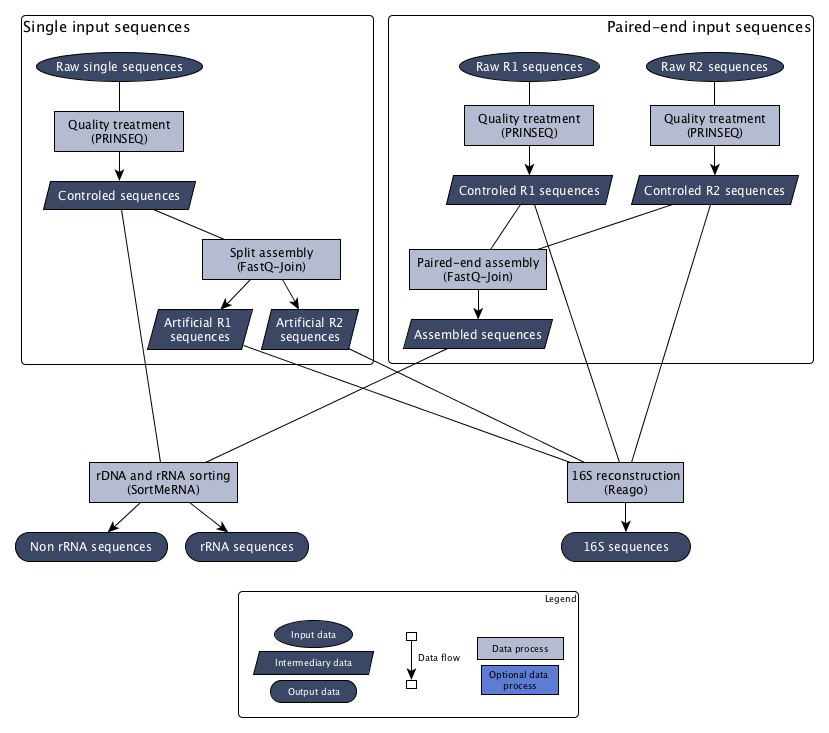 Single input sequences
Paired-end input sequences
Raw single sequences
Raw R1 sequences
Raw R2 sequences
Quality treatment
(PRINSEQ)
Quality treatment
(PRINSEQ)
Quality treatment
(PRINSEQ)
Controled sequences
Controled R1 sequences
Controled R2 sequences
Split assembly
(FastQ-Join)
Paired-end assembly
(FastQ-Join)
Artificial R1
sequences
Artificial R2
sequences
Assembled sequences
rDNA and rRNA sorting
(SortMeRNA)
16S reconstruction
(Reago)
Non rRNA sequences
rRNA sequences
16S sequences
Legend
Input data
Intermediary data
Output data
Data flow
Data process
Optional data
process